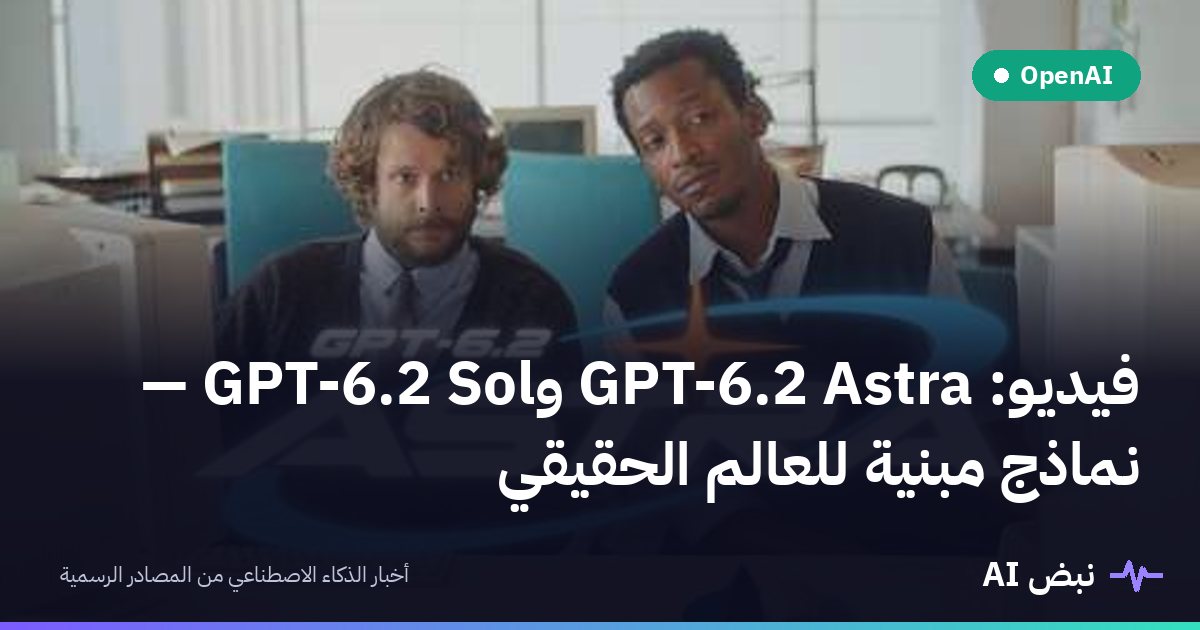 OpenAI
GPT-6.2
ASTRA
فيديو: GPT-6.2 Astra وGPT-6.2 Sol —
نماذج مبنية للعالم الحقيقي
نبض AI
أخبار الذكاء الاصطناعي من المصادر الرسمية